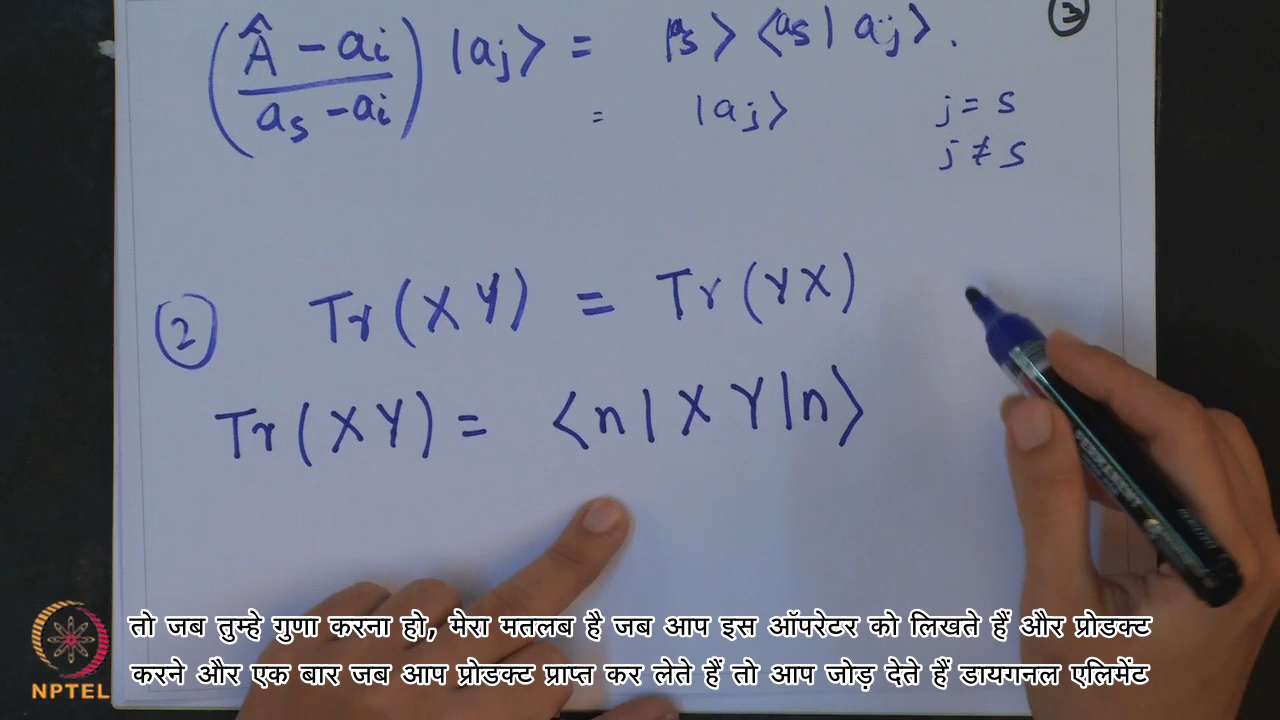 (Â - ai / as - ai) |aj> = |as> <as | aj>.
③
= |aj> j = s
j ≠ s
② Tr(XY) = Tr(YX)
Tr(XY) = <n| X Y |n>
तो जब तुम्हे गुणा करना हो, मेरा मतलब है जब आप इस ऑपरेटर को लिखते हैं और प्रोडक्ट
करने और एक बार जब आप प्रोडक्ट प्राप्त कर लेते हैं तो आप जोड़ देते हैं डायगनल एलिमेंट
NPTEL